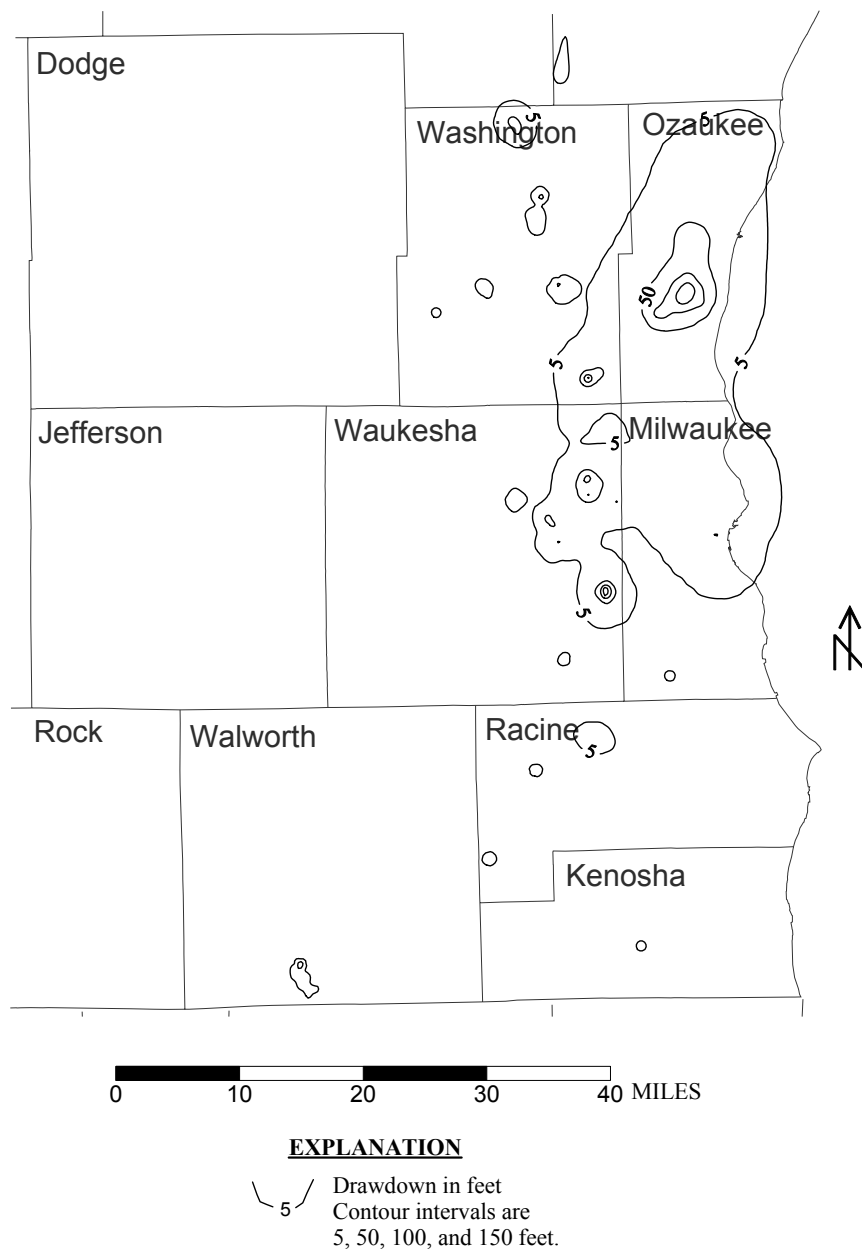 Dodge
5
Washington
Ozaukee
5
50
5
5
Jefferson
Waukesha
5
Milwaukee
5
N
Rock
Walworth
Racine
5
Kenosha
0 10 20 30 40 MILES
EXPLANATION
5
Drawdown in feet
Contour intervals are
5, 50, 100, and 150 feet.